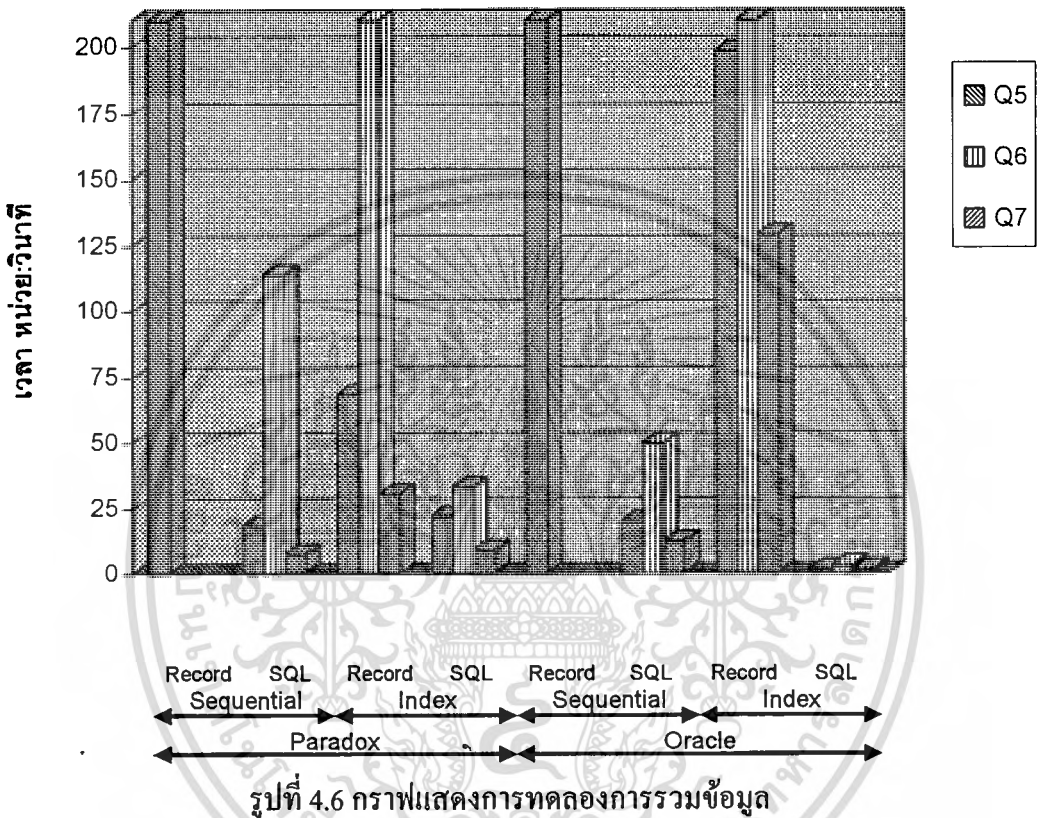 200
175
150
125
100
75
50
25
0
เวลา หน่วย:วินาที
Q5
Q6
Q7
Record SQL Record SQL Record SQL Record SQL
Sequential Index Sequential Index
Paradox Oracle
รูปที่ 4.6 กราฟแสดงการทดลองการรวมข้อมูล